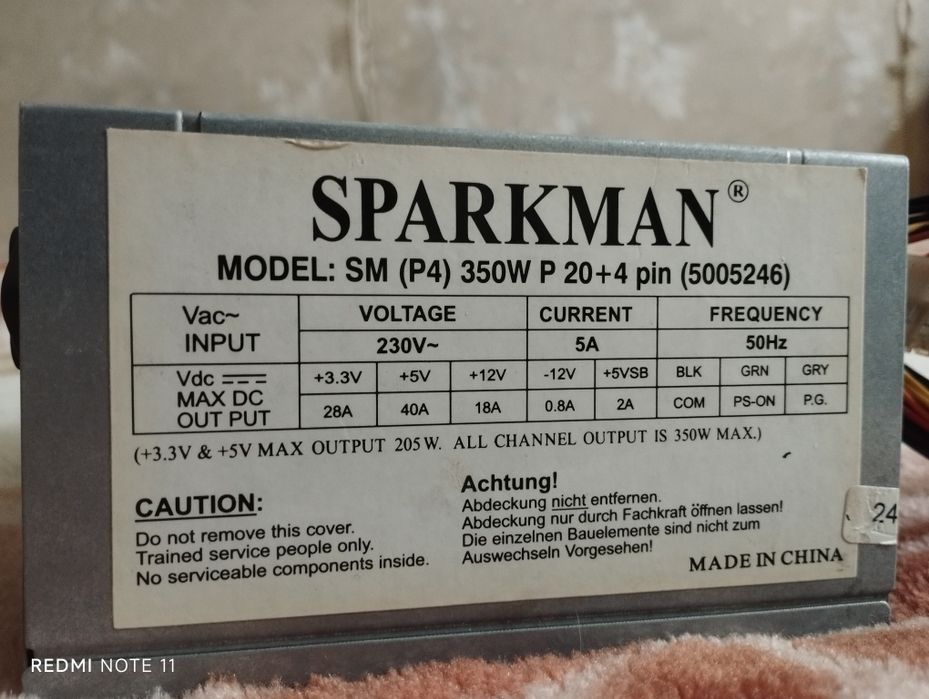 SPARKMAN®
MODEL: SM (P4) 350W P 20+4 pin (5005246)
Vac~ INPUT VOLTAGE CURRENT FREQUENCY
230V~ 5A 50Hz
Vdc MAX DC OUT PUT +3.3V +5V +12V -12V +5VSB BLK GRN GRY
28A 40A 18A 0.8A 2A COM PS-ON P.G.
(+3.3V & +5V MAX OUTPUT 205W. ALL CHANNEL OUTPUT IS 350W MAX.)
CAUTION:
Do not remove this cover.
Trained service people only.
No serviceable components inside.
Achtung!
Abdeckung nicht entfernen.
Abdeckung nur durch Fachkraft öffnen lassen!
Die einzelnen Bauelemente sind nicht zum
Auswechseln Vorgesehen!
MADE IN CHINA
24
REDMI NOTE 11